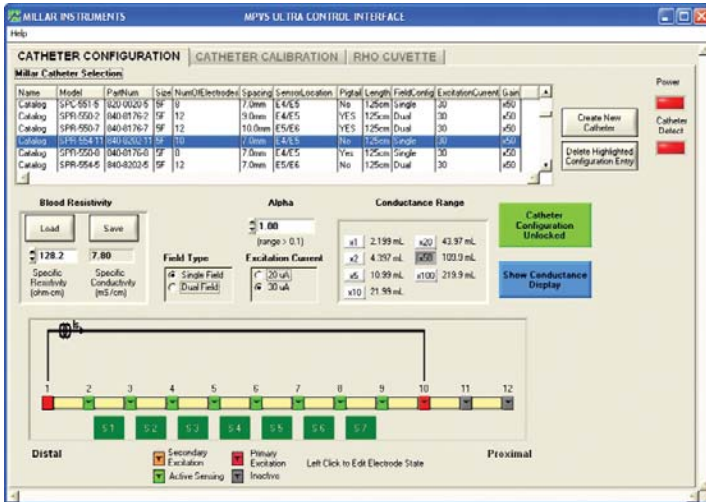 MILLAR INSTRUMENTS MPVS ULTRA CONTROL INTERFACE
Help
CATHETER CONFIGURATION CATHETER CALIBRATION RHO CUVETTE
Millar Catheter Selection
Name Model PartNum Size NumOfElectrodes Spacing SensorLocation Pigtail Length FieldConfig ExcitationCurrent Gain
Catalog SPC-551-5 820-0020-5 5F 8 7.0mm E4/E5 No 125cm Single 30 x50
Catalog SPR-550-2 840-8176-2 5F 12 9.0mm E4/E5 YES 125cm Dual 30 x50
Catalog SPR-550-7 840-8176-7 5F 12 10.0mm E5/E6 YES 125cm Dual 30 x50
Catalog SPR-554-11 840-8202-11 5F 10 7.0mm E4/E5 No 125cm Single 30 x50
Catalog SPR-550-8 840-8176-8 5F 8 7.0mm E4/E5 Yes 125cm Single 30 x50
Catalog SPR-554-5 5F 12 7.0mm E5/E6 No 125cm Dual 30 x50
Create New
Catheter
Delete Highlighted
Configuration Entry
Power
Catheter
Detect
Blood Resistivity
Load Save
128.2 7.80
Specific
Resistivity
(ohm-cm)
Specific
Conductivity
(mS/cm)
Field Type
Single Field
Dual Field
Alpha
1.00
(range > 0.1)
Excitation Current
20 uA
30 uA
Conductance Range
x1 2.199 mL x20 43.97 mL
x2 4.397 mL x50 109.9 mL
x5 10.99 mL x100 219.9 mL
x10 21.99 mL
Catheter
Configuration
Unlocked
Show Conductance
Display
1 2 3 4 5 6 7 8 9 10 11 12
S1 S2 S3 S4 S5 S6 S7
Distal Proximal
Secondary
Excitation
Primary
Excitation
Left Click to Edit Electrode State
Active Sensing Inactive